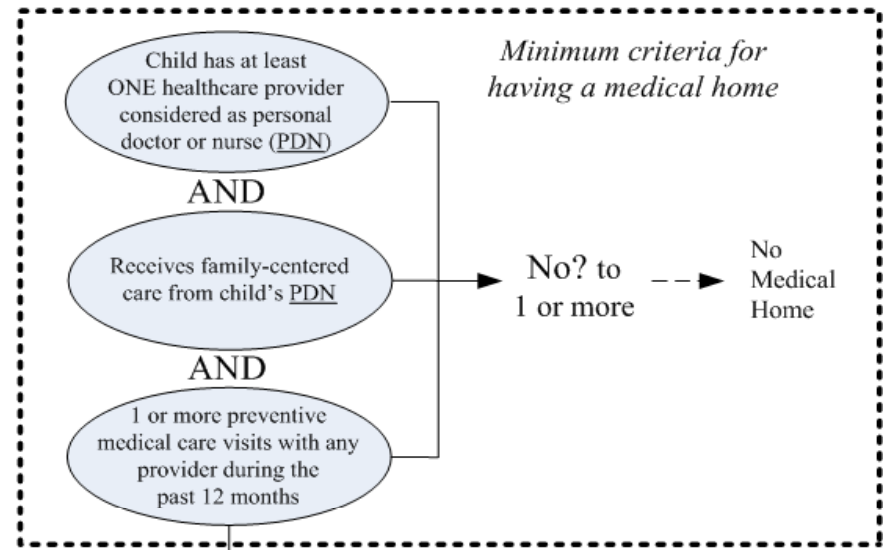 Minimum criteria for
having a medical home
Child has at least
ONE healthcare provider
considered as personal
doctor or nurse (PDN)
AND
Receives family-centered
care from child's PDN
AND
1 or more preventive
medical care visits with any
provider during the
past 12 months
No? to
1 or more
No
Medical
Home